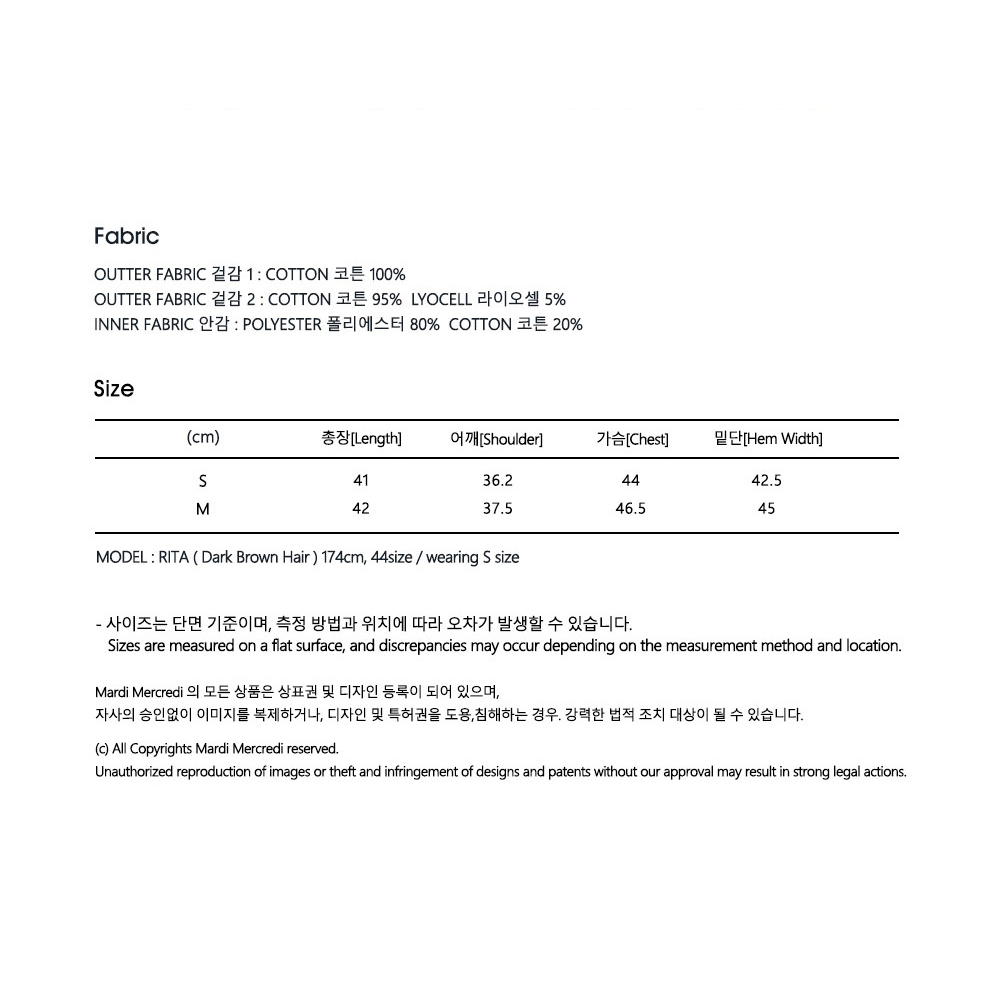 Fabric
OUTTER FABRIC 겉감 1 : COTTON 코튼 100%
OUTTER FABRIC 겉감 2 : COTTON 코튼 95% LYOCELL 라이오셀 5%
INNER FABRIC 안감 : POLYESTER 폴리에스터 80% COTTON 코튼 20%
Size
(cm) 총장[Length] 어깨[Shoulder] 가슴[Chest] 밑단[Hem Width]
S 41 36.2 44 42.5
M 42 37.5 46.5 45
MODEL : RITA ( Dark Brown Hair ) 174cm, 44size / wearing S size
- 사이즈는 단면 기준이며, 측정 방법과 위치에 따라 오차가 발생할 수 있습니다.
Sizes are measured on a flat surface, and discrepancies may occur depending on the measurement method and location.
Mardi Mercredi 의 모든 상품은 상표권 및 디자인 등록이 되어 있으며,
자사의 승인없이 이미지를 복제하거나, 디자인 및 특허권을 도용,침해하는 경우. 강력한 법적 조치 대상이 될 수 있습니다.
(c) All Copyrights Mardi Mercredi reserved.
Unauthorized reproduction of images or theft and infringement of designs and patents without our approval may result in strong legal actions.